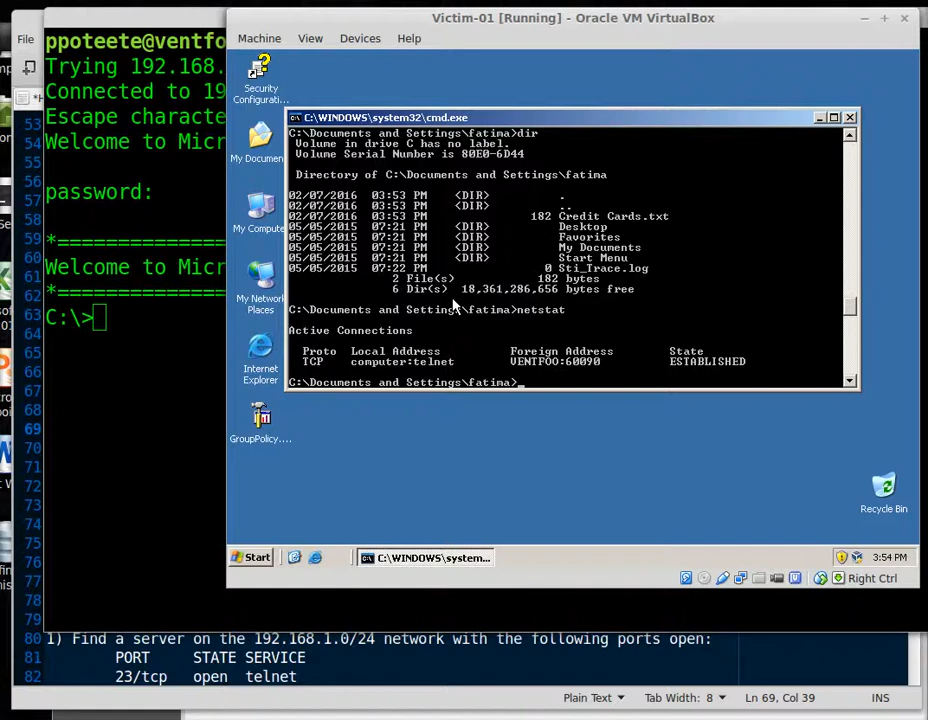 Victim-01 [Running] - Oracle VM VirtualBox
File
Machine View Devices Help
ppoteete@ventfo
Trying 192.168.
Connected to 19
Escape characte
Welcome to Micr
password:
*==============
Welcome to Micr
*==============
C:\>
Security
Configurati...
My Documen
My Compute
My Network
Places
Internet
Explorer
GroupPolicy....
C:\WINDOWS\system32\cmd.exe
C:\Documents and Settings\fatima>dir
Volume in drive C has no label.
Volume Serial Number is 80E0-6D44
Directory of C:\Documents and Settings\fatima
02/07/2016 03:53 PM <DIR> .
02/07/2016 03:53 PM <DIR> ..
02/07/2016 03:53 PM 182 Credit Cards.txt
05/05/2015 07:21 PM <DIR> Desktop
05/05/2015 07:21 PM <DIR> Favorites
05/05/2015 07:21 PM <DIR> My Documents
05/05/2015 07:21 PM <DIR> Start Menu
05/05/2015 07:22 PM 0 Sti_Trace.log
2 File(s) 182 bytes
6 Dir(s) 18,361,286,656 bytes free
C:\Documents and Settings\fatima>netstat
Active Connections
Proto Local Address Foreign Address State
TCP computer:telnet VENTFOO:60090 ESTABLISHED
C:\Documents and Settings\fatima>_
Recycle Bin
Start
C:\WINDOWS\system...
3:54 PM
Right Ctrl
53
54
55
56
57
58
59
60
61
62
63
64
65
66
67
68
69
70
71
72
73
74
75
76
77
78
79
80 1) Find a server on the 192.168.1.0/24 network with the following ports open:
81 PORT STATE SERVICE
82 23/tcp open telnet
Plain Text Tab Width: 8 Ln 69, Col 39 INS